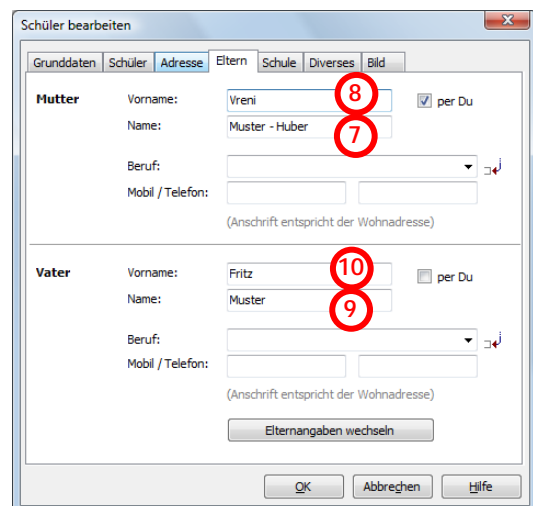 Schüler bearbeiten
Grunddaten Schüler Adresse Eltern Schule Diverses Bild
Mutter Vorname: Vreni 8 per Du
Name: Muster - Huber 7
Beruf:
Mobil / Telefon:
(Anschrift entspricht der Wohnadresse)
Vater Vorname: Fritz 10 per Du
Name: Muster 9
Beruf:
Mobil / Telefon:
(Anschrift entspricht der Wohnadresse)
Elternangaben wechseln
OK Abbrechen Hilfe